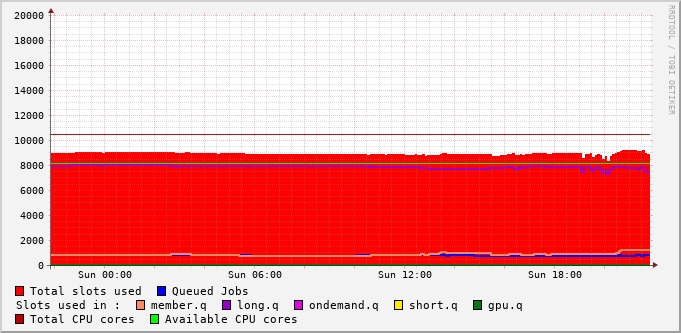 RRDTOOL / TOBI OETIKER
20000
18000
16000
14000
12000
10000
8000
6000
4000
2000
0
Sun 00:00 Sun 06:00 Sun 12:00 Sun 18:00
Total slots used Queued Jobs
Slots used in : member.q long.q ondemand.q short.q gpu.q
Total CPU cores Available CPU cores